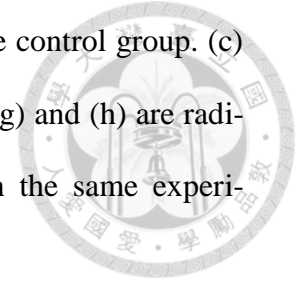 e control group. (c)
g) and (h) are radi-
n the same experi-